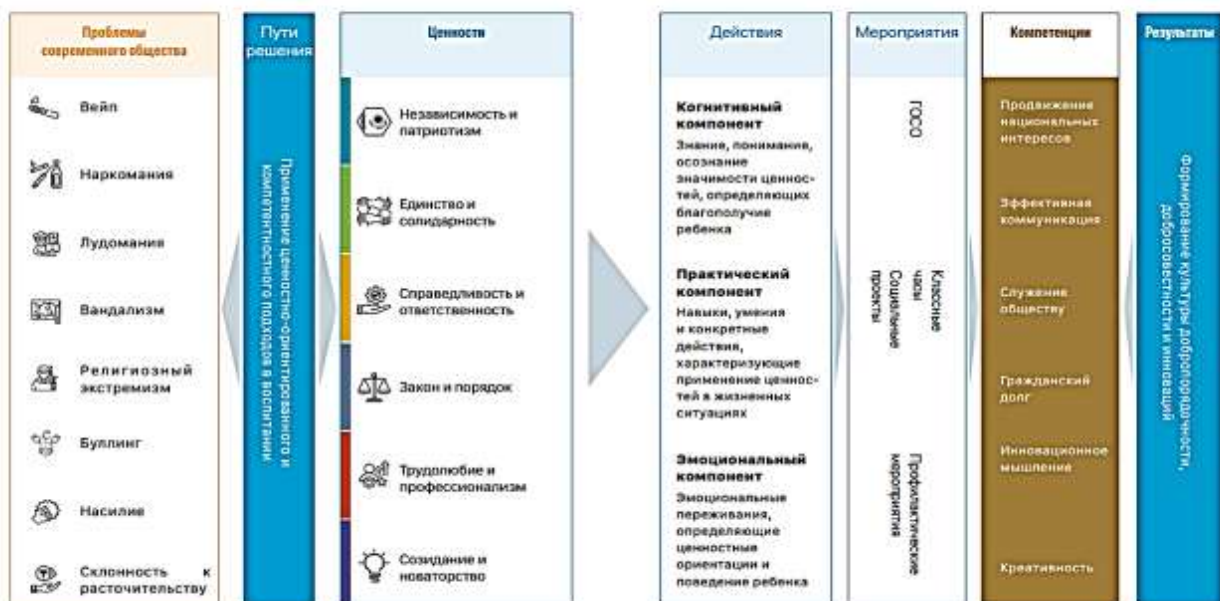 Проблемы
современного общества
Вейп
Наркомания
Лудомания
Вандализм
Религиозный
экстремизм
Буллинг
Насилие
Склонность к
расточительству
Пути
решения
Применение ценностно-ориентированного и
компетентностного подходов в воспитании
Ценности
Независимость и
патриотизм
Единство и
солидарность
Справедливость и
ответственность
Закон и порядок
Трудолюбие и
профессионализм
Созидание и
новаторство
Действия
Когнитивный
компонент
Знание, понимание,
осознание
значимости ценнос-
тей, определяющих
благополучие
ребенка
Практический
компонент
Навыки, умения
и конкретные
действия,
характеризующие
применение ценнос-
тей в жизненных
ситуациях
Эмоциональный
компонент
Эмоциональные
переживания,
определяющие
ценностные
ориентации и
поведение ребенка
Мероприятия
ГОСО
Классные
часы
Социальные
проекты
Профилактические
мероприятия
Компетенции
Продвижение
национальных
интересов
Эффективная
коммуникация
Служение
обществу
Гражданский
долг
Инновационное
мышление
Креативность
Результаты
Формирование культуры добропорядочности,
добросовестности и инноваций